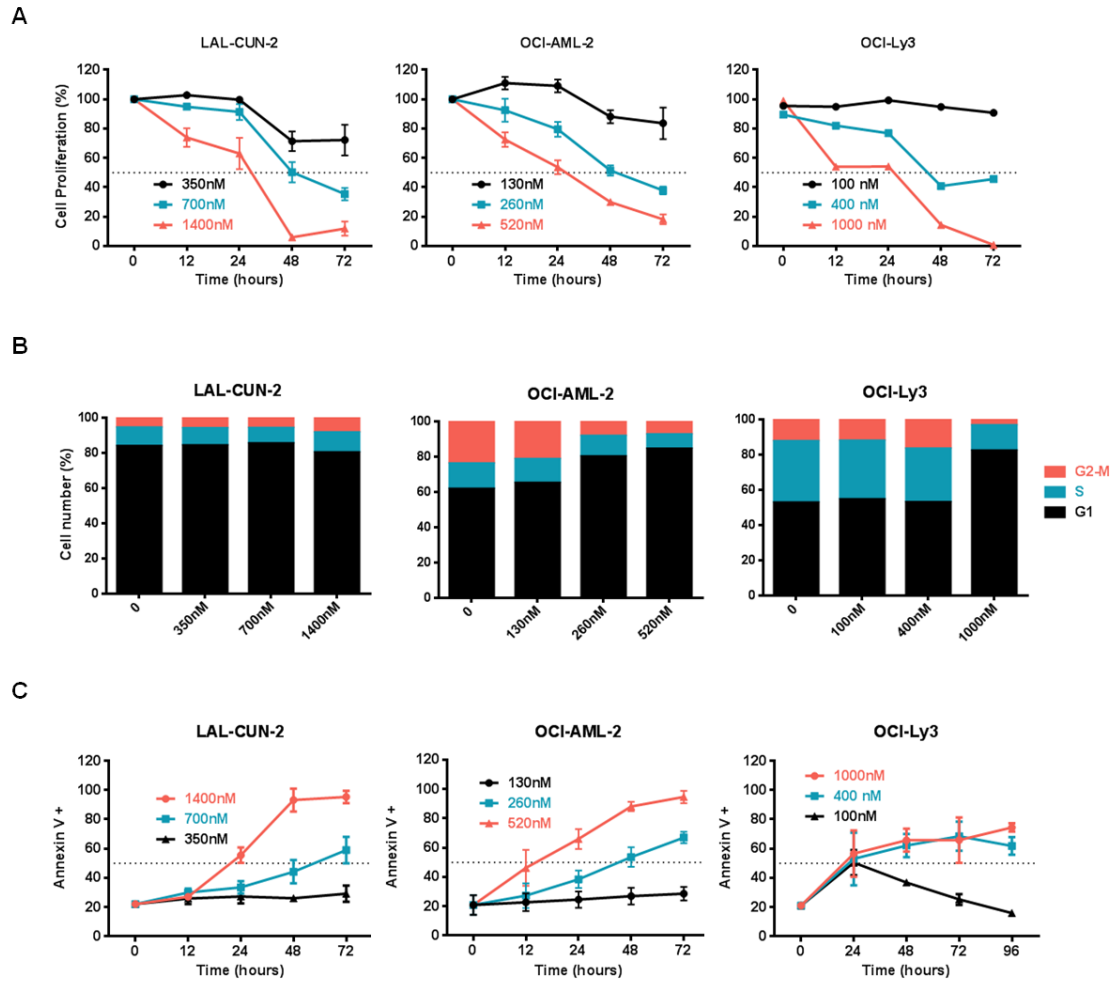 A
LAL-CUN-2
OCI-AML-2
OCI-Ly3
Cell Proliferation (%)
120
100
80
60
40
20
0
350nM
700nM
1400nM
0 12 24 48 72
Time (hours)
120
100
80
60
40
20
0
130nM
260nM
520nM
0 12 24 48 72
Time (hours)
120
100
80
60
40
20
0
100 nM
400 nM
1000 nM
0 12 24 48 72
Time (hours)
B
LAL-CUN-2
OCI-AML-2
OCI-Ly3
Cell number (%)
100
80
60
40
20
0
0 350nM 700nM 1400nM
100
80
60
40
20
0
0 130nM 260nM 520nM
100
80
60
40
20
0
0 100nM 400nM 1000nM
G2-M
S
G1
C
LAL-CUN-2
OCI-AML-2
OCI-Ly3
Annexin V +
120
100
80
60
40
20
0
1400nM
700nM
350nM
0 12 24 48 72
Time (hours)
Annexin V +
120
100
80
60
40
20
0
130nM
260nM
520nM
0 12 24 48 72
Time (hours)
Annexin V +
120
100
80
60
40
20
0
1000nM
400 nM
100nM
0 24 48 72 96
Time (hours)